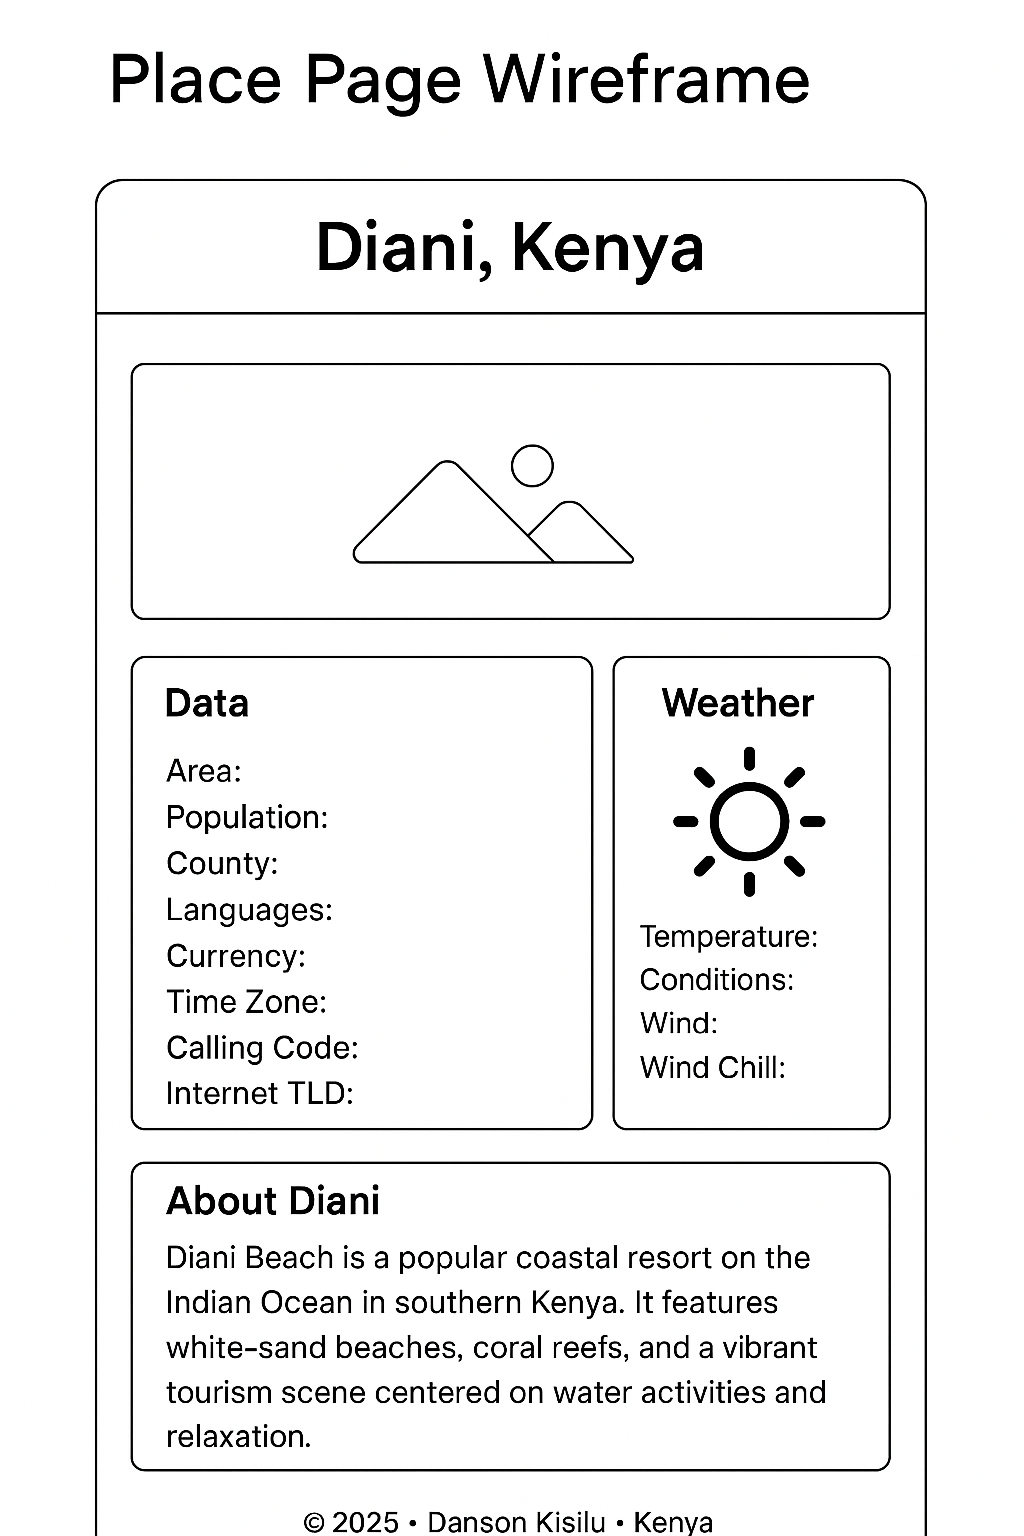 Place Page Wireframe
Diani, Kenya
Data
Area:
Population:
County:
Languages:
Currency:
Time Zone:
Calling Code:
Internet TLD:
Weather
Temperature:
Conditions:
Wind:
Wind Chill:
About Diani
Diani Beach is a popular coastal resort on the
Indian Ocean in southern Kenya. It features
white-sand beaches, coral reefs, and a vibrant
tourism scene centered on water activities and
relaxation.
© 2025 • Danson Kisilu • Kenya